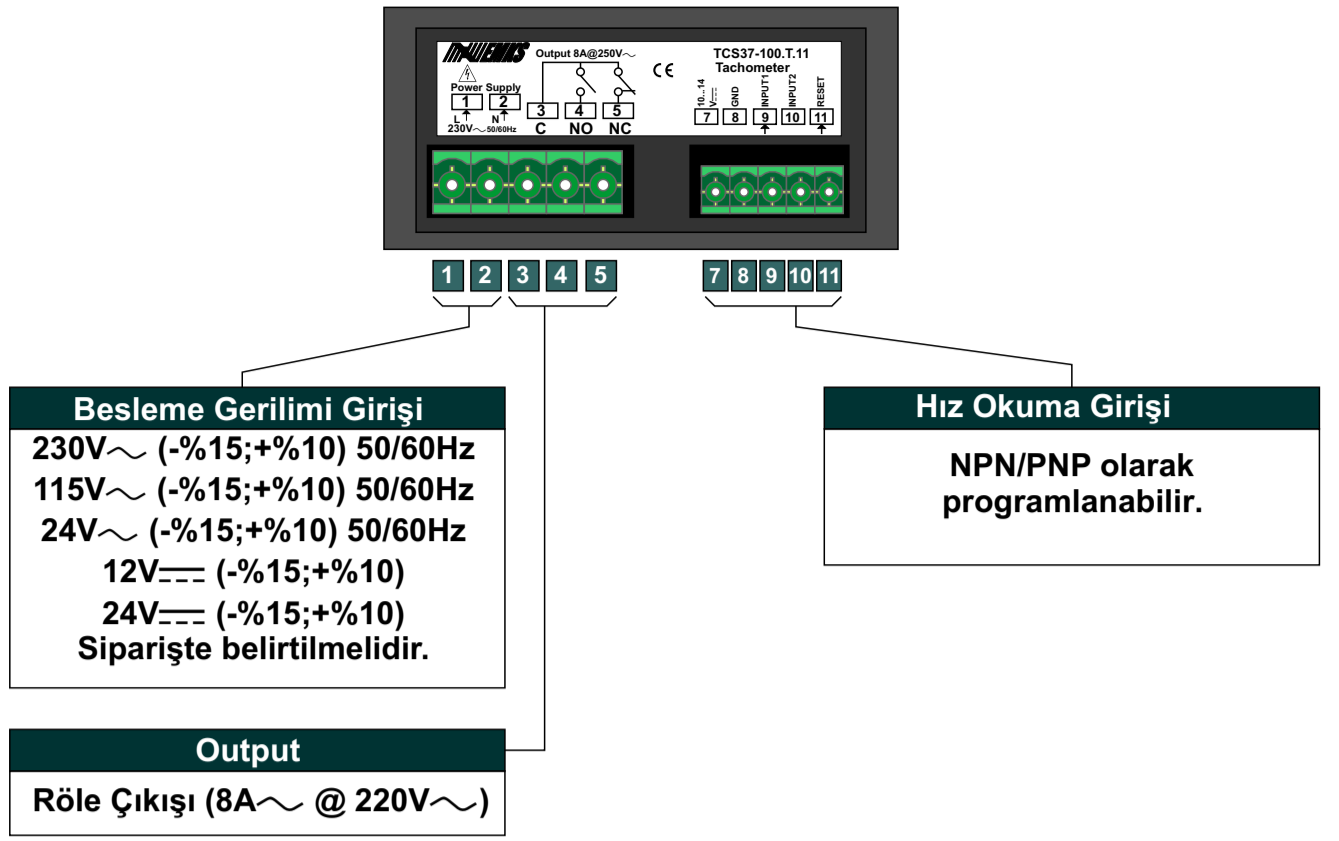 Output 8A@250V~
TCS37-100.T.11
Tachometer
Power Supply
1 2
L N
230V~ 50/60Hz
3 4 5
C NO NC
10...14
V⎓
GND
INPUT1
INPUT2
RESET
7 8 9 10 11
1 2 3 4 5
7 8 9 10 11
Besleme Gerilimi Girişi
230V~ (-%15;+%10) 50/60Hz
115V~ (-%15;+%10) 50/60Hz
24V~ (-%15;+%10) 50/60Hz
12V⎓ (-%15;+%10)
24V⎓ (-%15;+%10)
Siparişte belirtilmelidir.
Hız Okuma Girişi
NPN/PNP olarak
programlanabilir.
Output
Röle Çıkışı (8A~ @ 220V~)